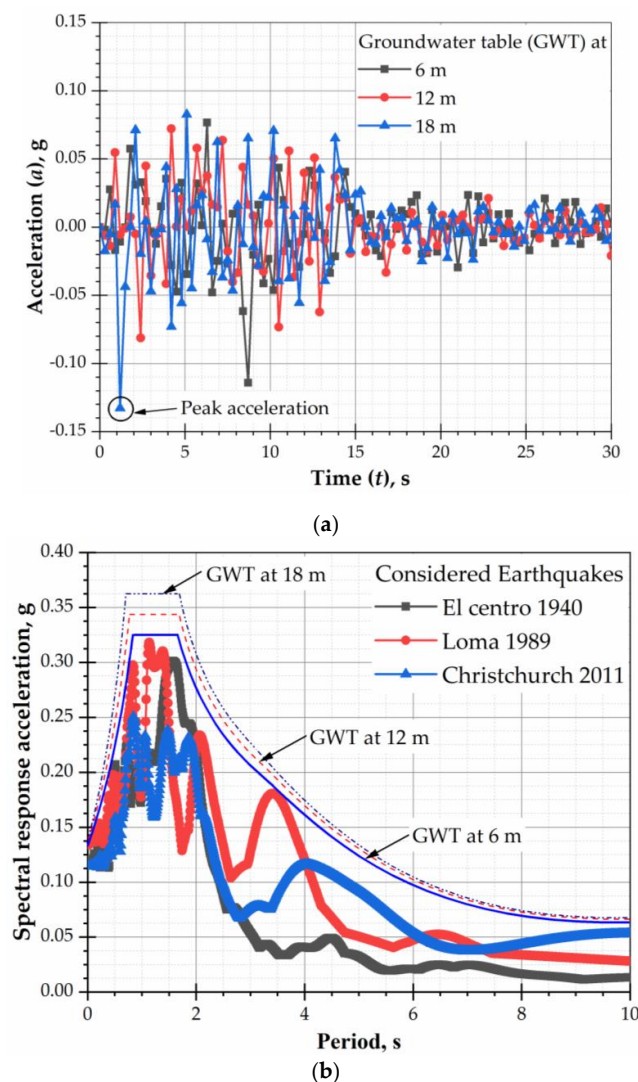 Groundwater table (GWT) at
6 m
12 m
18 m
0.15
0.10
0.05
0.00
-0.05
-0.10
-0.15
Acceleration (a), g
Peak acceleration
0 5 10 15 20 25 30
Time (t), s
(a)
0.40
0.35
0.30
0.25
0.20
0.15
0.10
0.05
0.00
Spectral response acceleration, g
GWT at 18 m
Considered Earthquakes
El centro 1940
Loma 1989
Christchurch 2011
GWT at 12 m
GWT at 6 m
0 2 4 6 8 10
Period, s
(b)